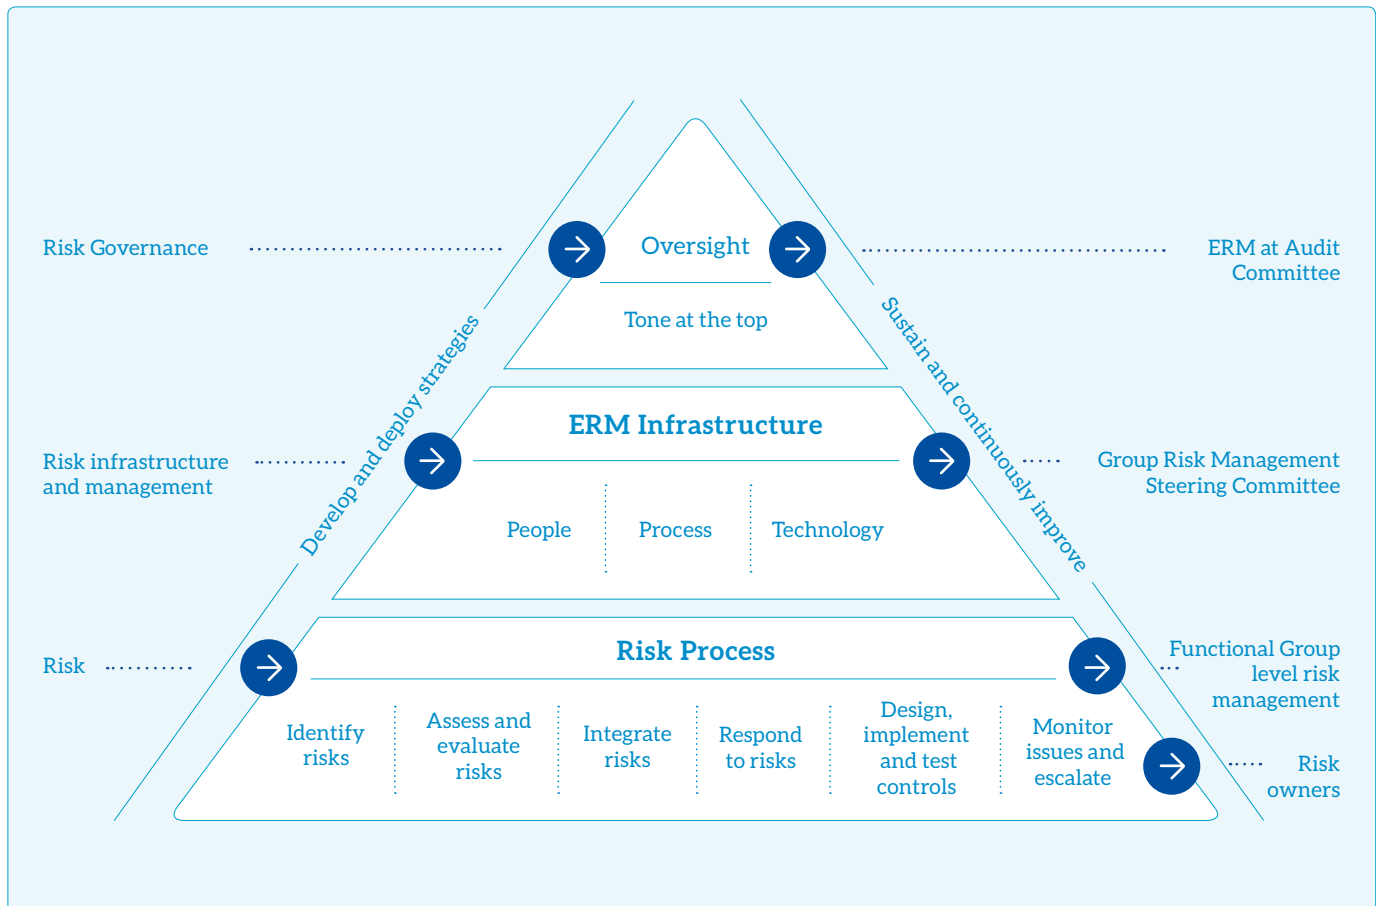 Risk Governance
Oversight
ERM at Audit
Committee
Tone at the top
Develop and deploy strategies
Sustain and continuously improve
ERM Infrastructure
Risk infrastructure
and management
Group Risk Management
Steering Committee
People
Process
Technology
Risk Process
Risk
Functional Group
level risk
management
Identify
risks
Assess and
evaluate
risks
Integrate
risks
Respond
to risks
Design,
implement
and test
controls
Monitor
issues and
escalate
Risk
owners